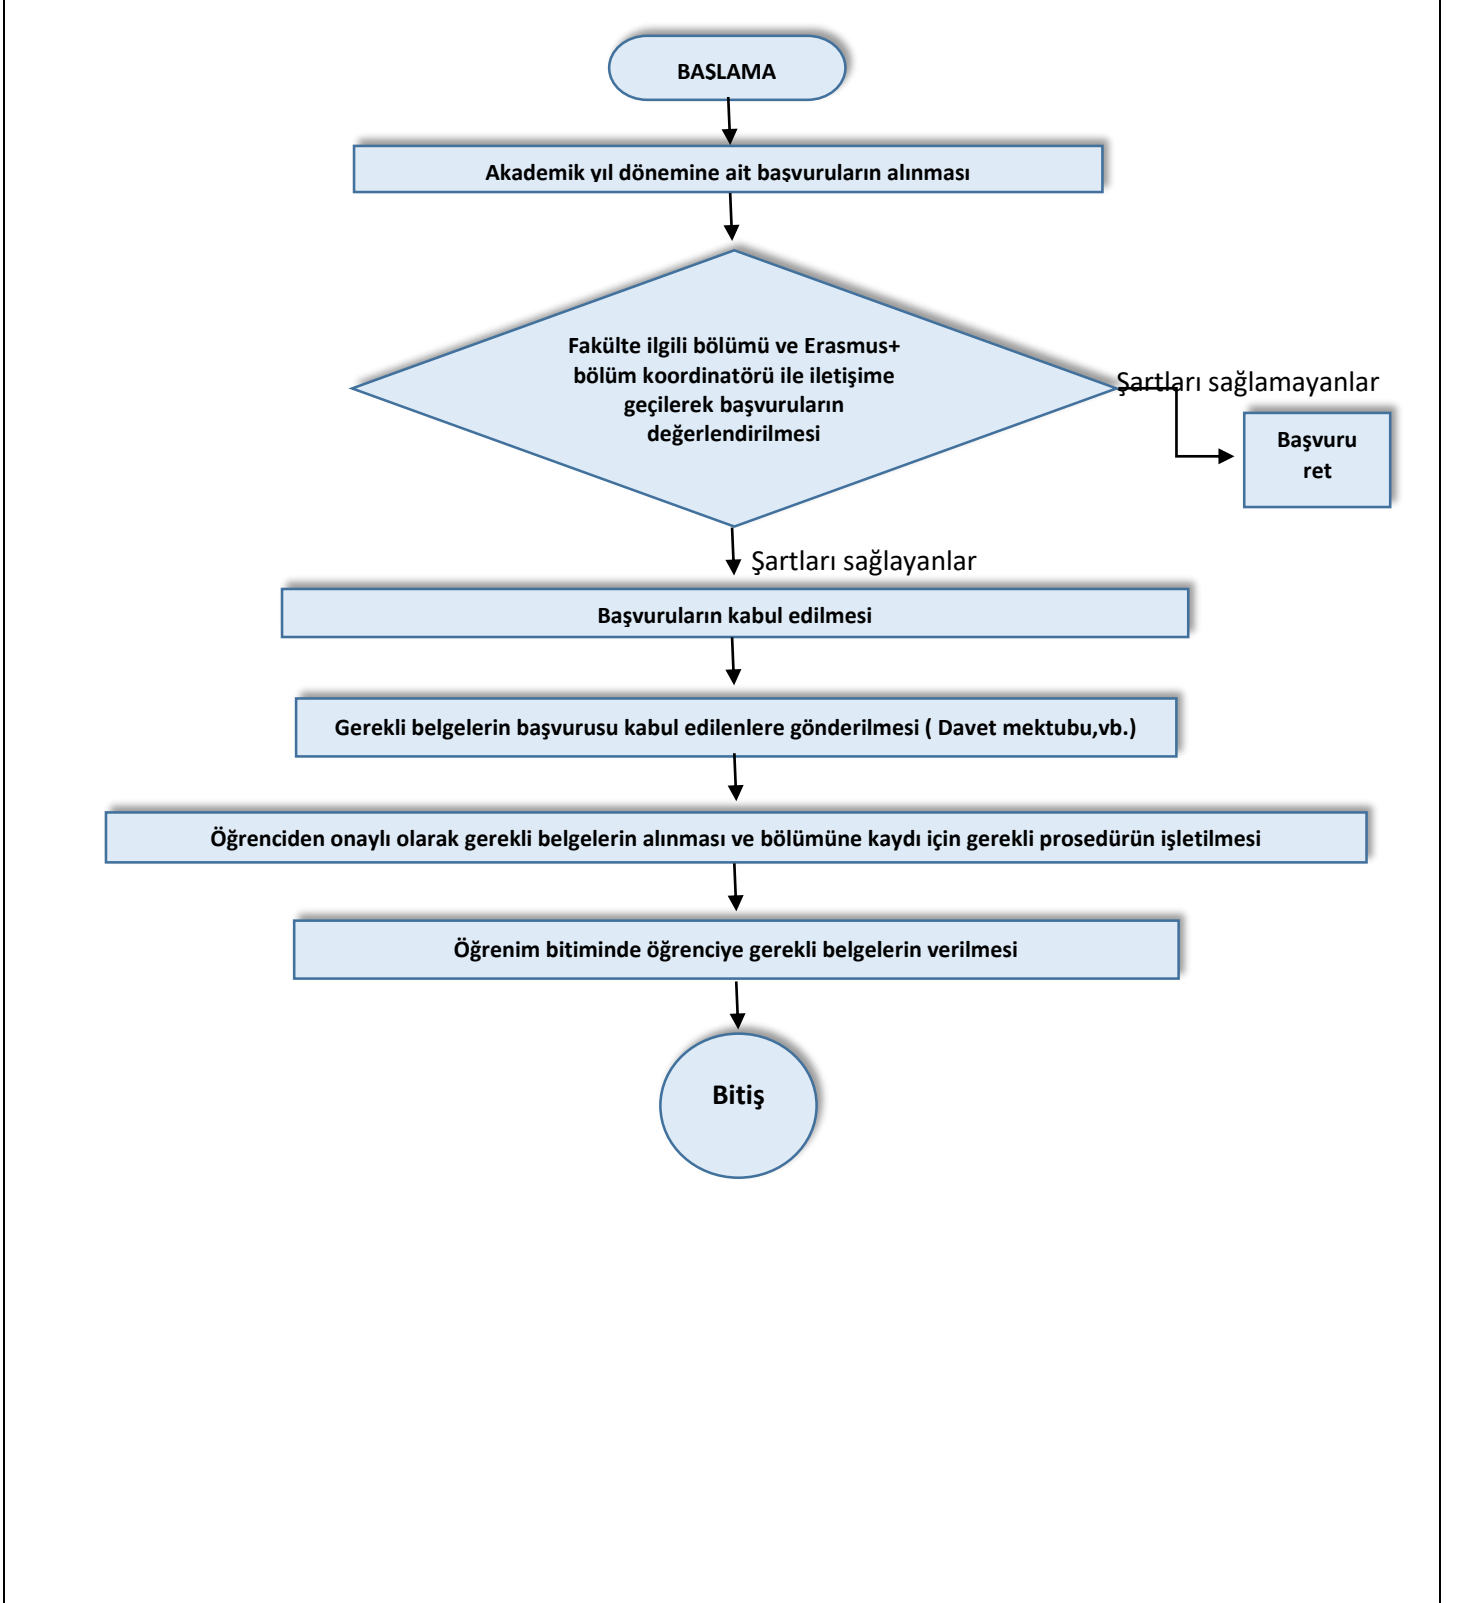 BASLAMA
Akademik yıl dönemine ait başvuruların alınması
Fakülte ilgili bölümü ve Erasmus+
bölüm koordinatörü ile iletişime
geçilerek başvuruların
değerlendirilmesi
Şartları sağlamayanlar
Başvuru
ret
Şartları sağlayanlar
Başvuruların kabul edilmesi
Gerekli belgelerin başvurusu kabul edilenlere gönderilmesi ( Davet mektubu,vb.)
Öğrenciden onaylı olarak gerekli belgelerin alınması ve bölümüne kaydı için gerekli prosedürün işletilmesi
Öğrenim bitiminde öğrenciye gerekli belgelerin verilmesi
Bitiş